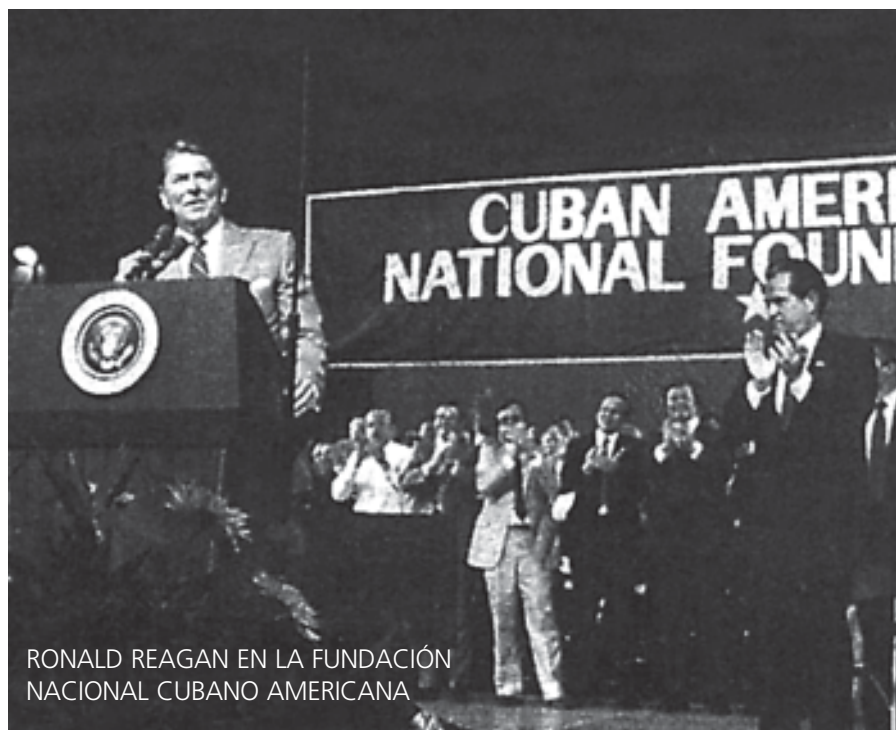 CUBAN AMERI
NATIONAL FOUN
RONALD REAGAN EN LA FUNDACIÓN
NACIONAL CUBANO AMERICANA